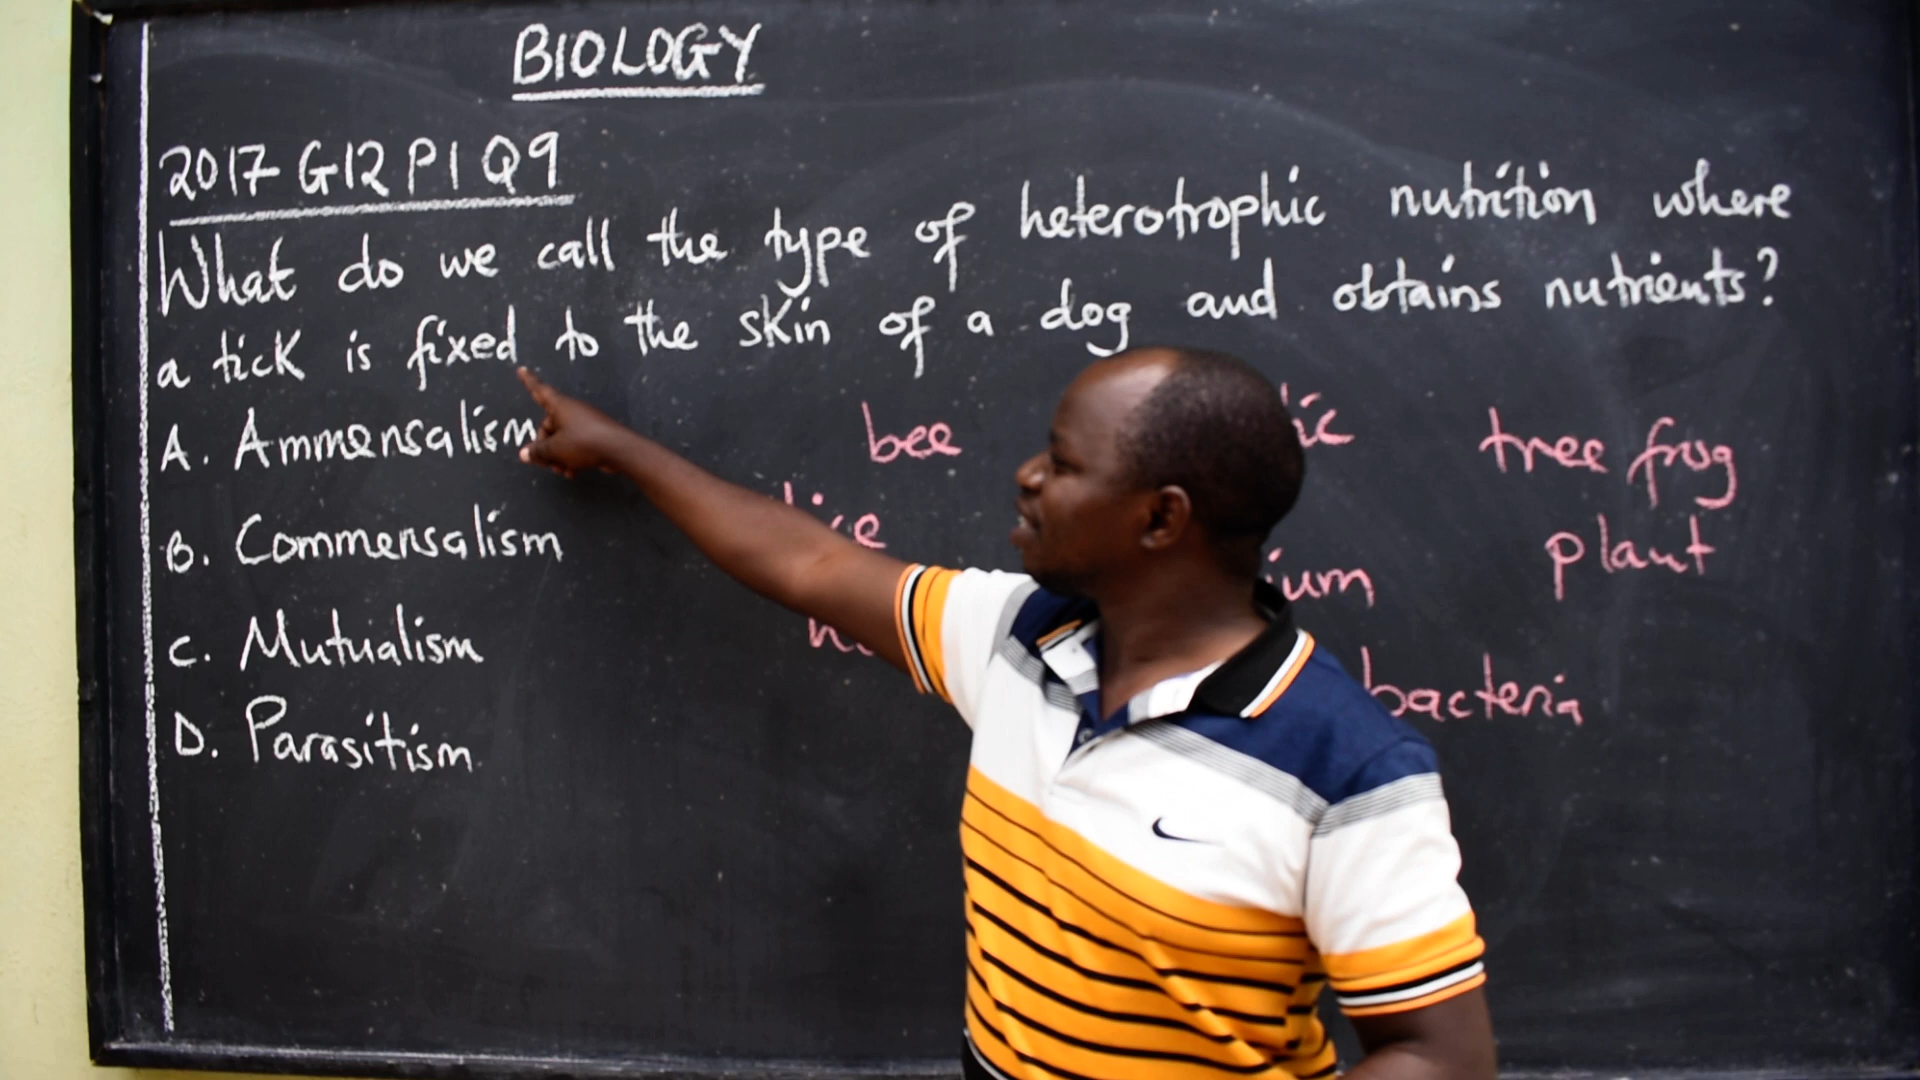 BIOLOGY
2017 G12 P1 Q9
What do we call the type of heterotrophic nutrition where
a tick is fixed to the skin of a dog and obtains nutrients?
A. Ammensalism
B. Commensalism
C. Mutualism
D. Parasitism
bee
tree frog
plant
bacteria